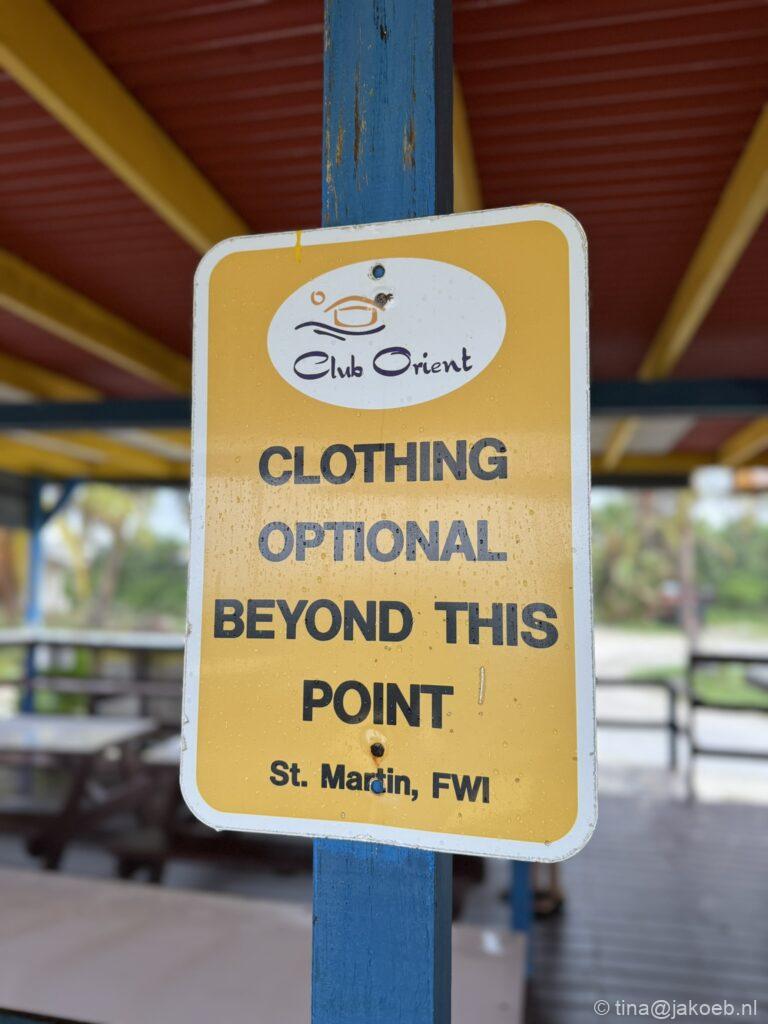 Club Orient
CLOTHING
OPTIONAL
BEYOND THIS
POINT
St. Martin, FWI
© tina@jakoeb.nl